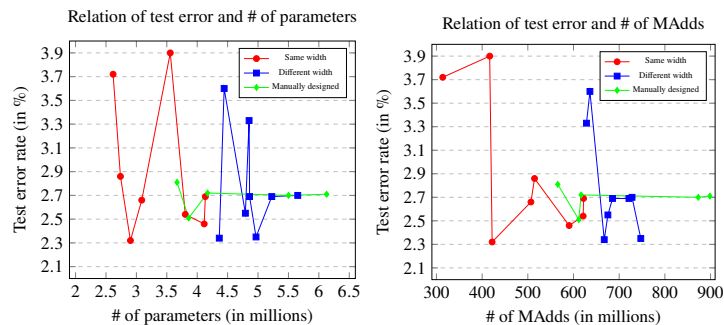 Relation of test error and # of parameters
3.9
3.7
3.5
3.3
3.1
2.9
2.7
2.5
2.3
2.1
Test error rate (in %)
Same width
Different width
Manually designed
2 2.5 3 3.5 4 4.5 5 5.5 6 6.5
# of parameters (in millions)
Relation of test error and # of MAdds
3.9
3.7
3.5
3.3
3.1
2.9
2.7
2.5
2.3
2.1
Test error rate (in %)
Same width
Different width
Manually designed
300 400 500 600 700 800 900
# of MAdds (in millions)